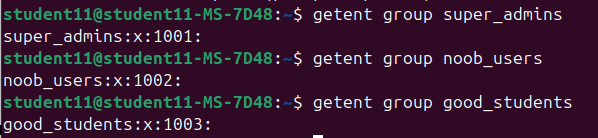 student11@student11-MS-7D48:~$ getent group super_admins
super_admins:x:1001:
student11@student11-MS-7D48:~$ getent group noob_users
noob_users:x:1002:
student11@student11-MS-7D48:~$ getent group good_students
good_students:x:1003: